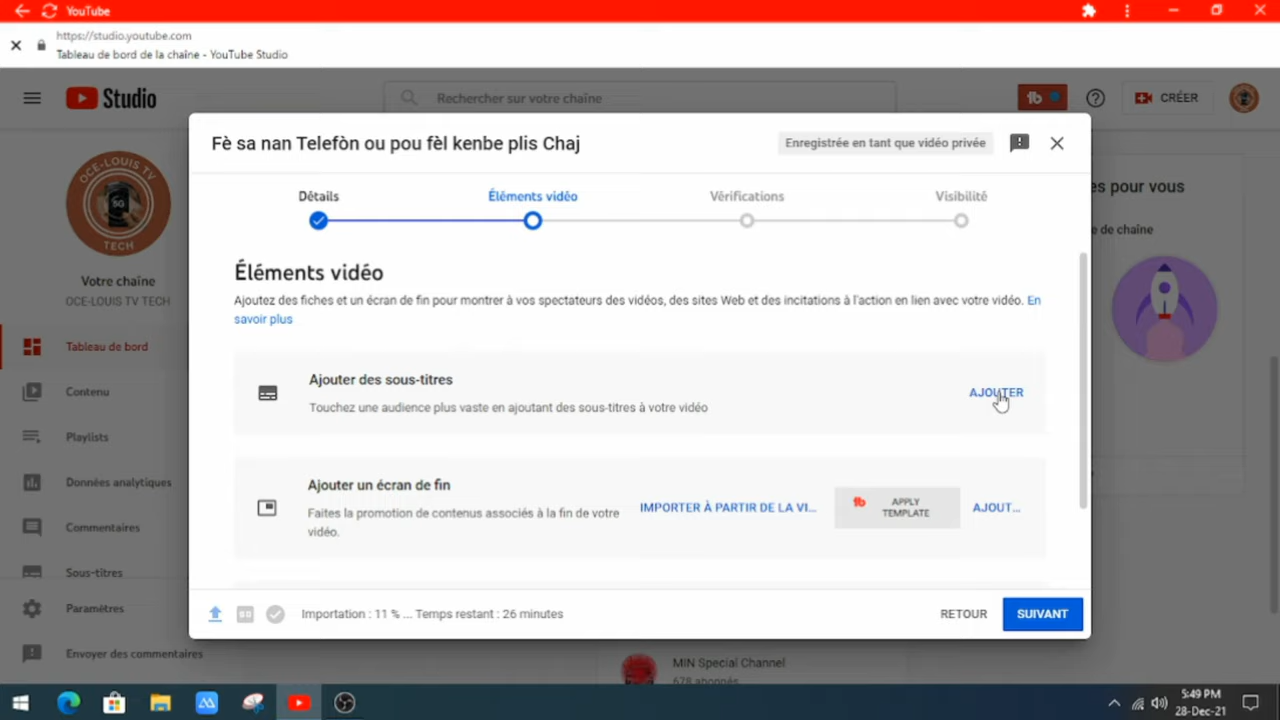 YouTube
https://studio.youtube.com
Tableau de bord de la chaîne - YouTube Studio
Studio
Rechercher sur votre chaîne
CRÉER
Fè sa nan Telefòn ou pou fèl kenbe plis Chaj
Enregistrée en tant que vidéo privée
Détails
Éléments vidéo
Vérifications
Visibilité
Éléments vidéo
Ajoutez des fiches et un écran de fin pour montrer à vos spectateurs des vidéos, des sites Web et des incitations à l'action en lien avec votre vidéo. En
savoir plus
Ajouter des sous-titres
Touchez une audience plus vaste en ajoutant des sous-titres à votre vidéo
AJOUTER
Ajouter un écran de fin
Faites la promotion de contenus associés à la fin de votre
vidéo.
IMPORTER À PARTIR DE LA VI...
APPLY
TEMPLATE
AJOUT...
Importation : 11 % ... Temps restant : 26 minutes
RETOUR
SUIVANT
OCE-LOUIS TV
5G
TECH
Votre chaîne
OCE-LOUIS TV TECH
Tableau de bord
Contenu
Playlists
Données analytiques
Commentaires
Sous-titres
Paramètres
Envoyer des commentaires
es pour vous
e de chaîne
MIN Special Channel
678 abonnés
5:49 PM
28-Dec-21